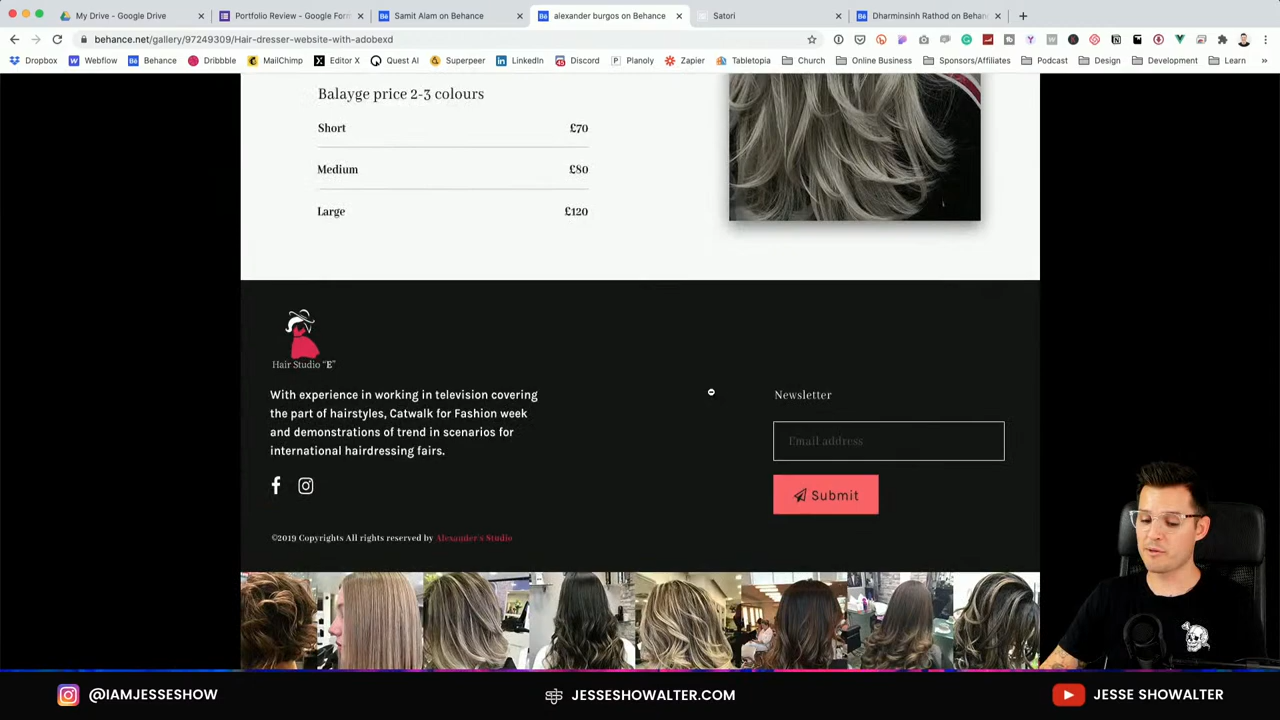 My Drive - Google Drive
Portfolio Review - Google Form
Samit Alam on Behance
alexander burgos on Behance
Satori
Dharminsinh Rathod on Behan
behance.net/gallery/97249309/Hair-dresser-website-with-adobexd
Dropbox
Webflow
Behance
Dribbble
MailChimp
Editor X
Quest AI
Superpeer
LinkedIn
Discord
Planoly
Zapier
Tabletopia
Church
Online Business
Sponsors/Affiliates
Podcast
Design
Development
Learn
Balayge price 2-3 colours
Short £70
Medium £80
Large £120
Hair Studio "E"
With experience in working in television covering
the part of hairstyles, Catwalk for Fashion week
and demonstrations of trend in scenarios for
international hairdressing fairs.
©2019 Copyrights All rights reserved by Alexander's Studio
Newsletter
Email address
Submit
@IAMJESSESHOW
JESSESHOWALTER.COM
JESSE SHOWALTER